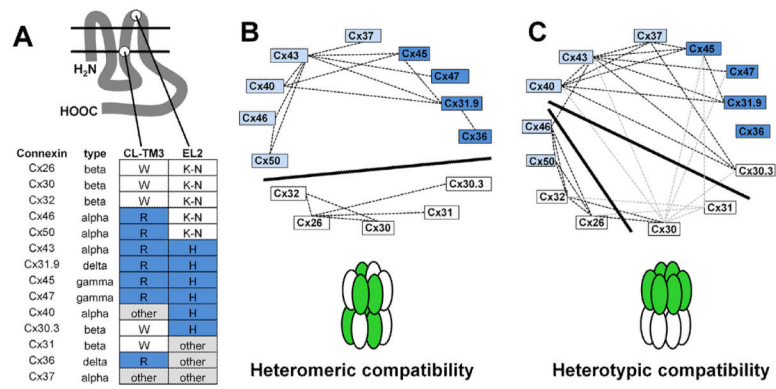 A
H₂N
HOOC
Connexin type CL-TM3 EL2
Cx26 beta W K-N
Cx30 beta W K-N
Cx32 beta W K-N
Cx46 alpha R K-N
Cx50 alpha R K-N
Cx43 alpha R H
Cx31.9 delta R H
Cx45 gamma R H
Cx47 gamma R H
Cx40 alpha other H
Cx30.3 beta W H
Cx31 beta W other
Cx36 delta R other
Cx37 alpha other other
B
Cx37
Cx43
Cx45
Cx47
Cx40
Cx31.9
Cx46
Cx36
Cx50
Cx32
Cx30.3
Cx26
Cx31
Cx30
Heteromeric compatibility
C
Cx37
Cx43
Cx45
Cx47
Cx40
Cx31.9
Cx46
Cx36
Cx50
Cx30.3
Cx32
Cx31
Cx26
Cx30
Heterotypic compatibility